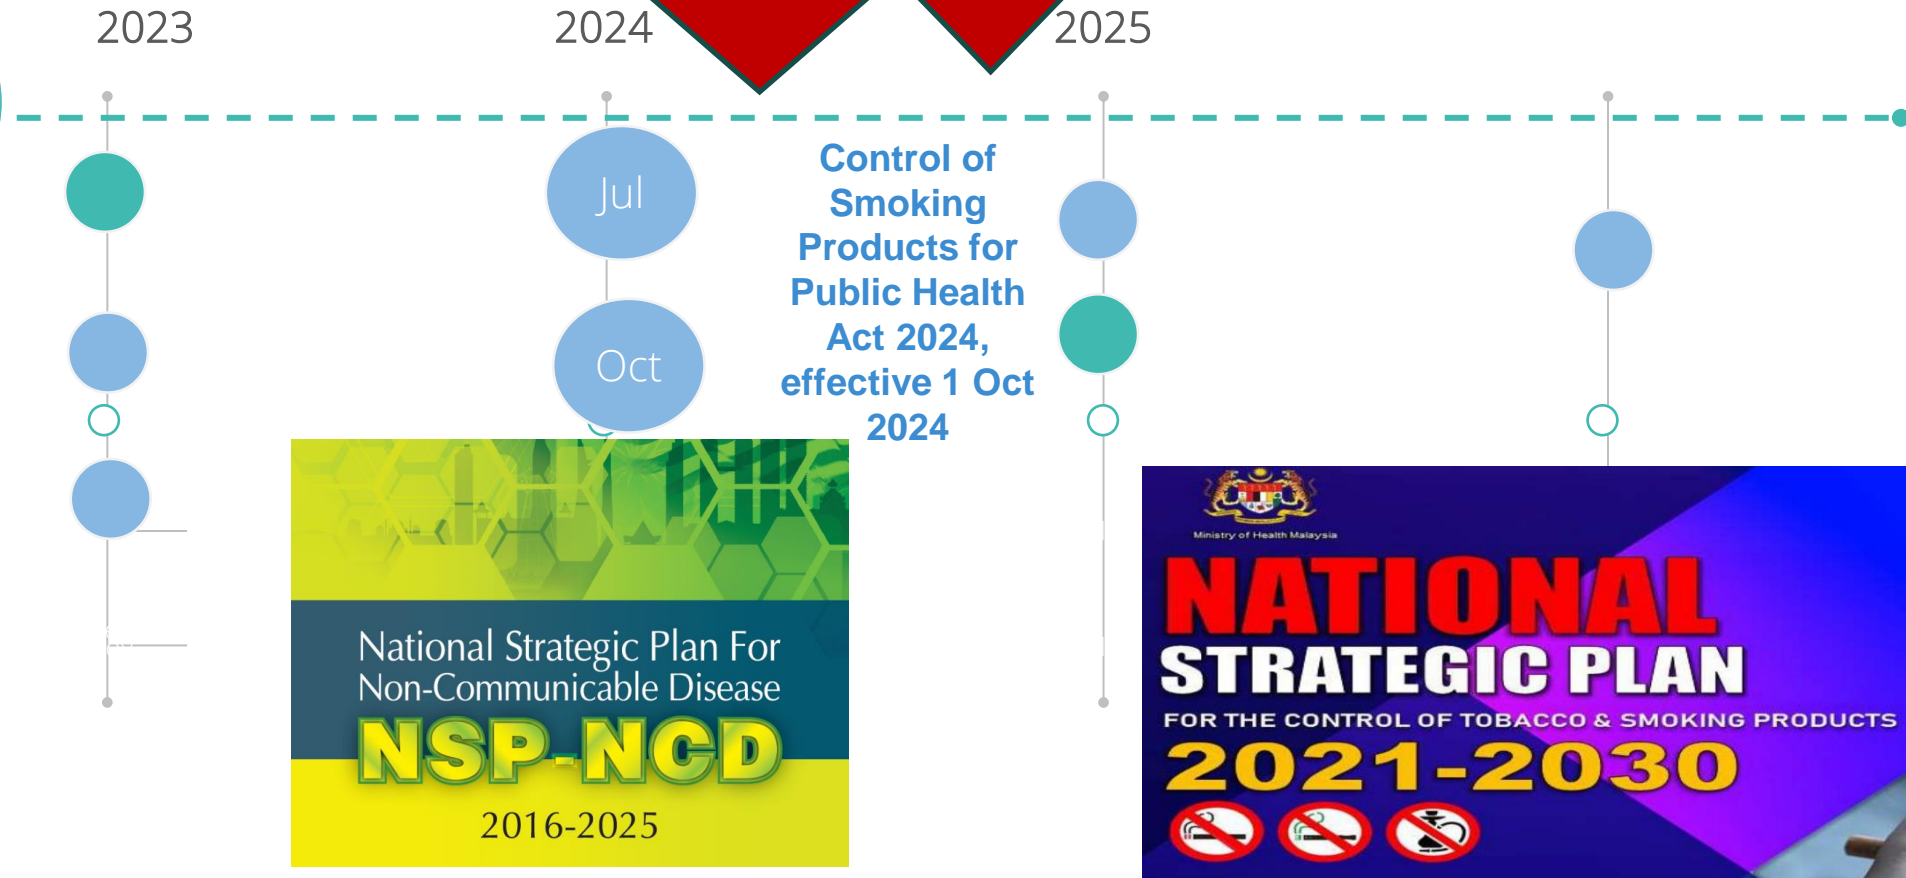 2023
2024
2025
Jul
Oct
Control of
Smoking
Products for
Public Health
Act 2024,
effective 1 Oct
2024
National Strategic Plan For
Non-Communicable Disease
NSP-NCD
2016-2025
Ministry of Health Malaysia
NATIONAL
STRATEGIC PLAN
FOR THE CONTROL OF TOBACCO & SMOKING PRODUCTS
2021-2030